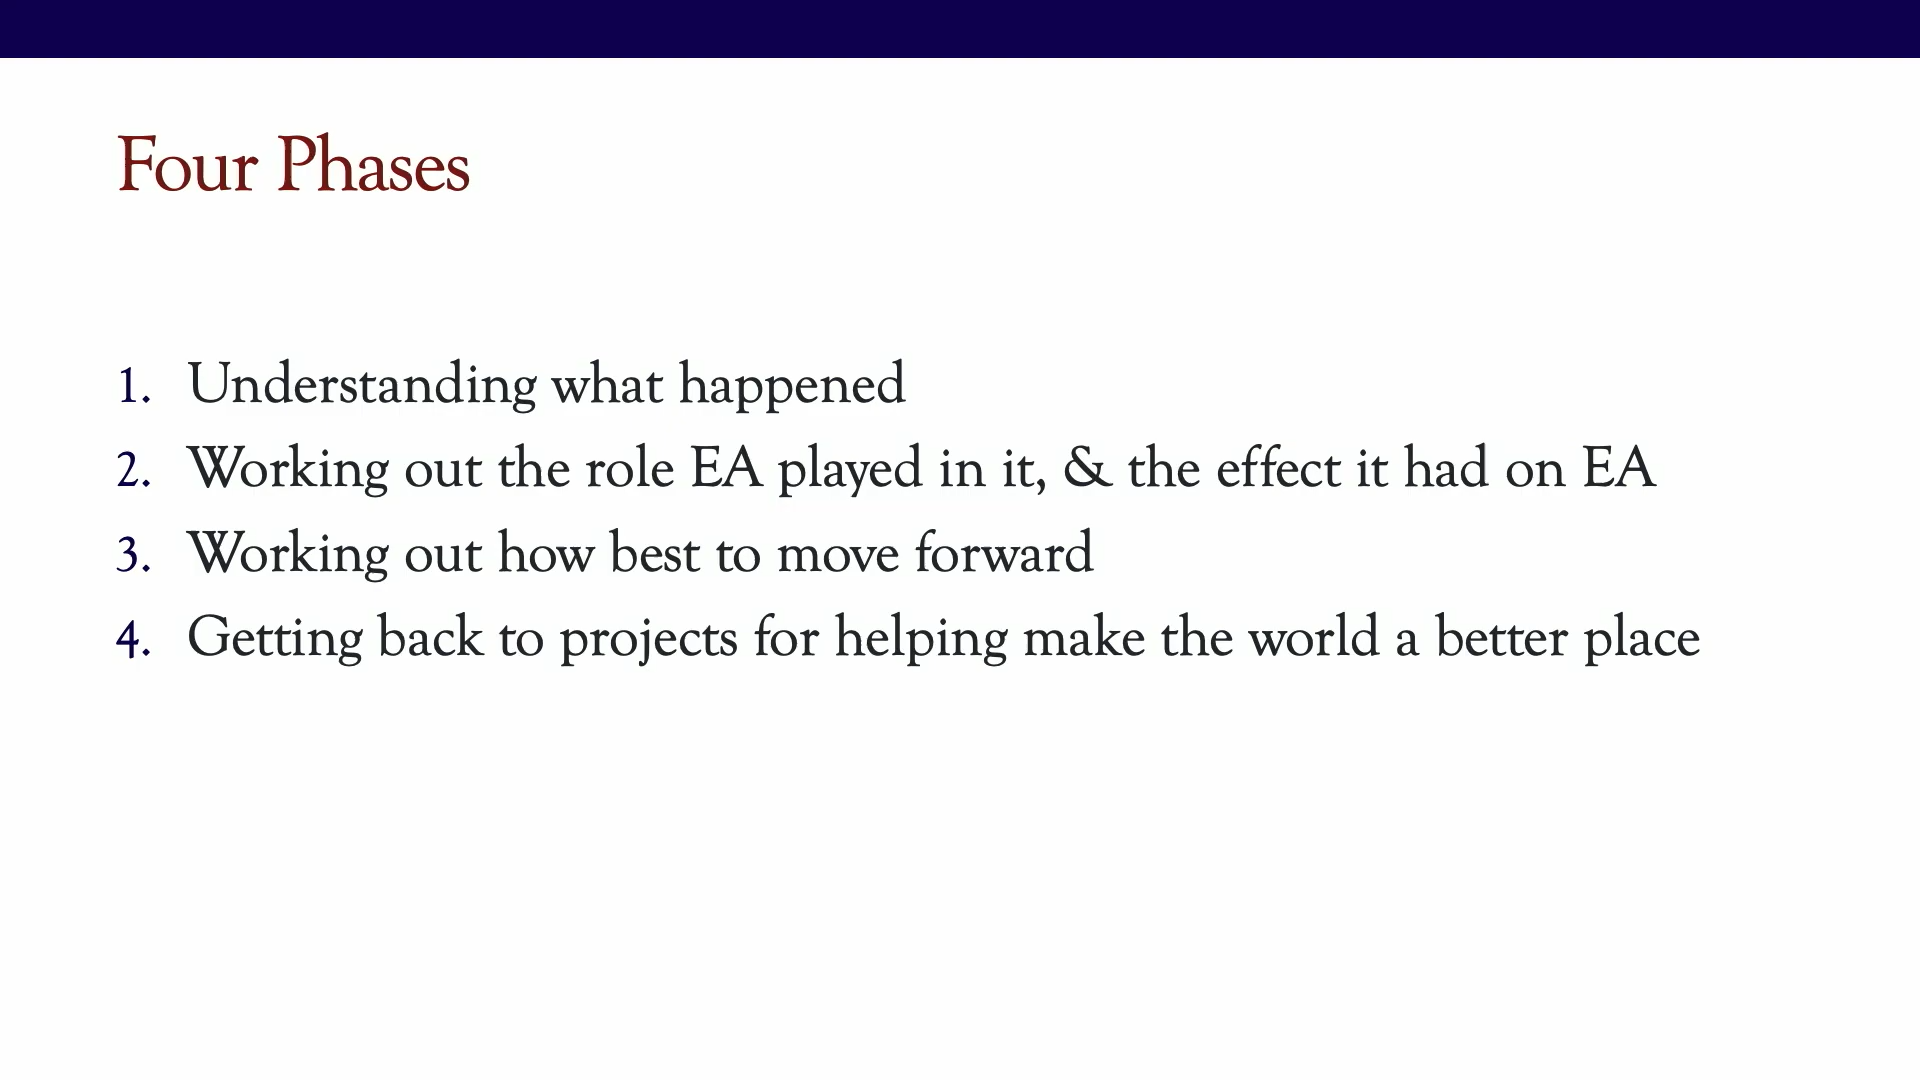 Four Phases
1. Understanding what happened
2. Working out the role EA played in it, & the effect it had on EA
3. Working out how best to move forward
4. Getting back to projects for helping make the world a better place